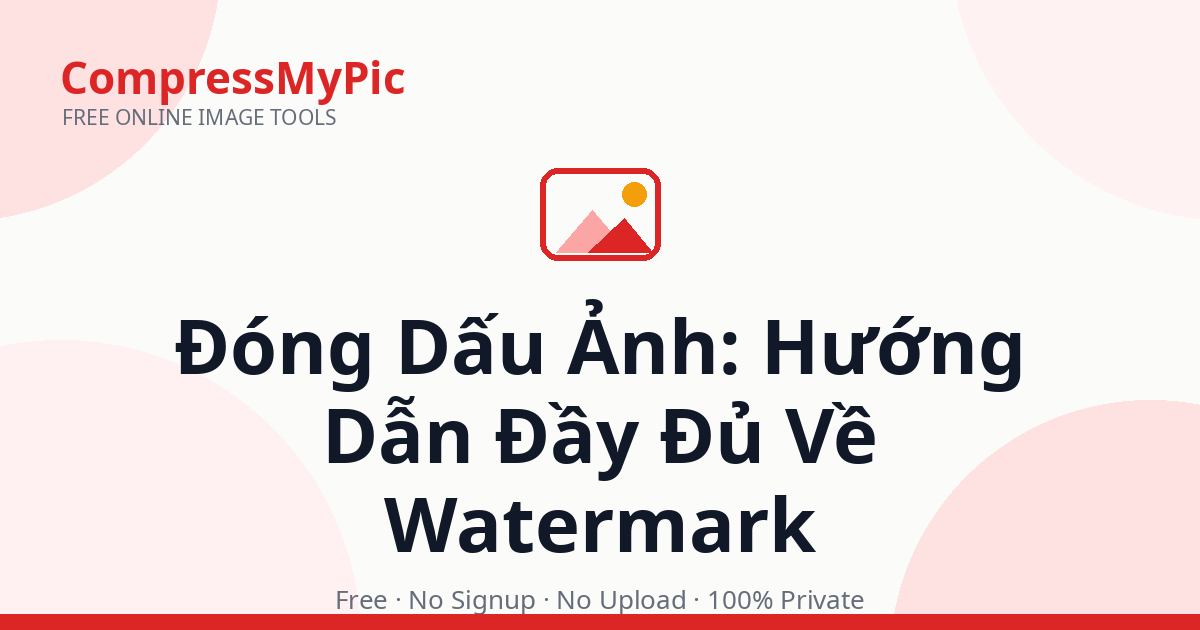 CompressMyPic
FREE ONLINE IMAGE TOOLS
Đóng Dấu Ảnh: Hướng
Dẫn Đầy Đủ Về
Watermark
Free · No Signup · No Upload · 100% Private